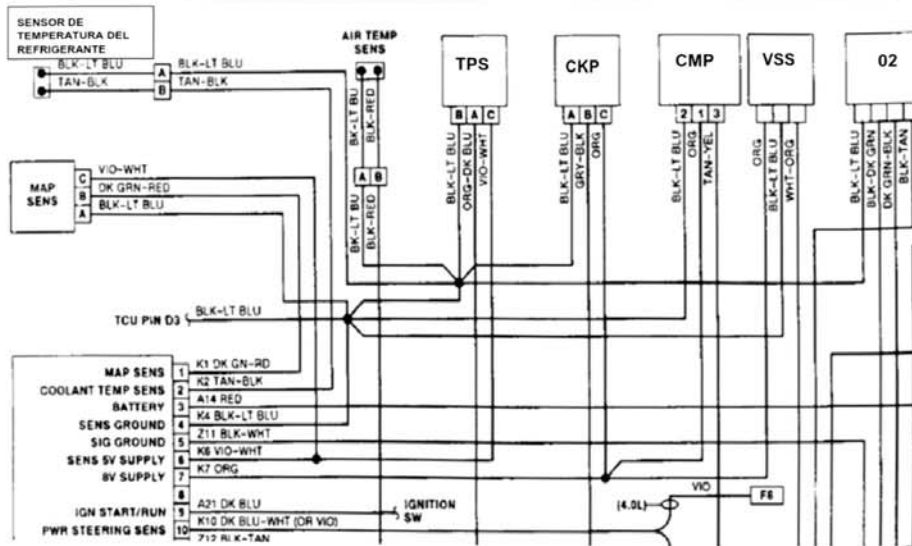 SENSOR DE
TEMPERATURA DEL
REFRIGERANTE
BLK-LT BLU A BLK-LT BLU
TAN-BLK B TAN-BLK
AIR TEMP
SENS
BK-LT BU
BLK-RED
A B
BK-LT BU
BLK-RED
TPS
B A C
BLK-LT BLU
ORG-DK BLU
VIO-WHT
CKP
A B C
BLK-LT BLU
GRY-BLK
ORG
CMP
2 1 3
BLK-LT BLU
ORG
TAN-YEL
VSS
ORG
BLK-LT BLU
WHT-ORG
02
BLK-LT BLU
BLK-DK GRN
DK GRN-BLK
BLK-TAN
MAP
SENS
C VIO-WHT
B DK GRN-RED
A BLK-LT BLU
TCU PIN D3 BLK-LT BLU
MAP SENS 1 K1 DK GN-RD
COOLANT TEMP SENS 2 K2 TAN-BLK
BATTERY 3 A14 RED
SENS GROUND 4 K4 BLK-LT BLU
SIG GROUND 5 Z11 BLK-WHT
SENS 5V SUPPLY 6 K6 VIO-WHT
8V SUPPLY 7 K7 ORG
8
IGN START/RUN 9 A21 DK BLU IGNITION
SW
PWR STEERING SENS 10 K10 DK BLU-WHT (OR VIO)
Z12 BLK-TAN
(4.0L) VIO F6